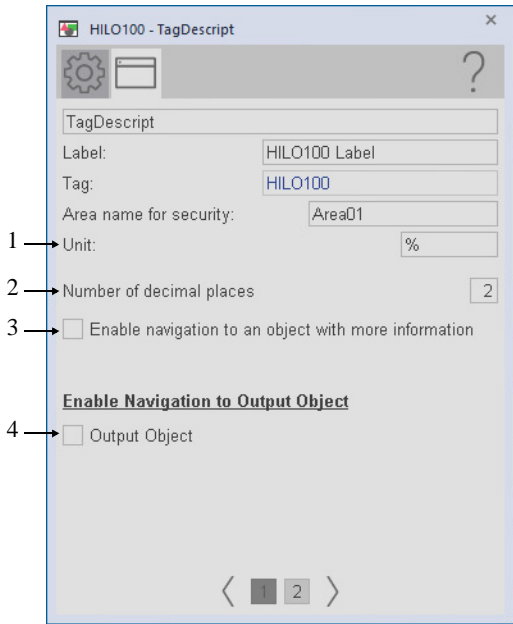 HILO100 - TagDescript
TagDescript
Label: HILO100 Label
Tag: HILO100
Area name for security: Area01
1 Unit: %
2 Number of decimal places 2
3 Enable navigation to an object with more information
Enable Navigation to Output Object
4 Output Object
1 2